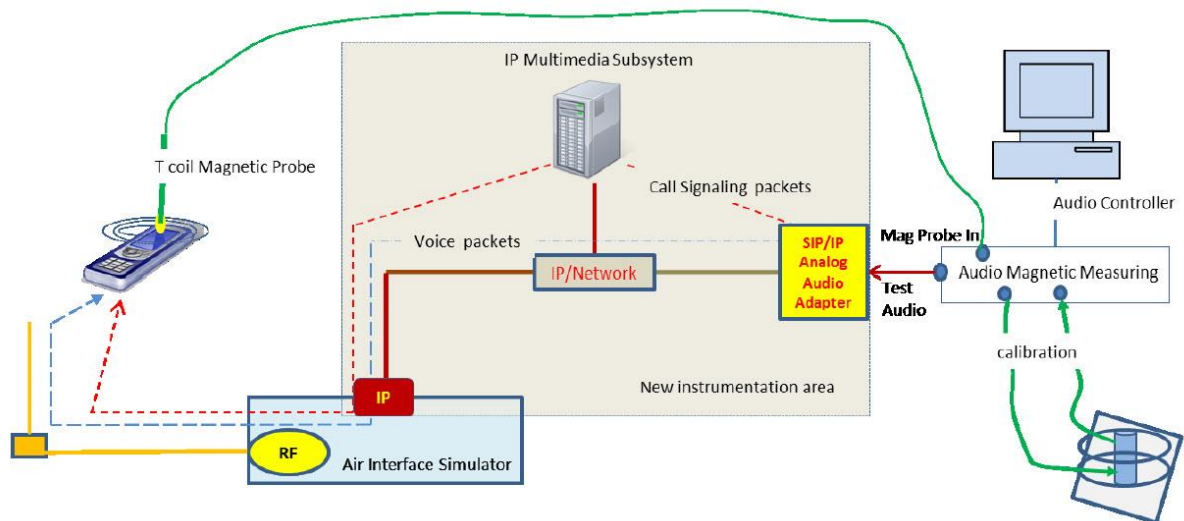 IP Multimedia Subsystem
T coil Magnetic Probe
Call Signaling packets
Audio Controller
Voice packets
SIP/IP
Analog
Audio
Adapter
Mag Probe In
IP/Network
Audio Magnetic Measuring
Test
Audio
calibration
New instrumentation area
IP
RF
Air Interface Simulator